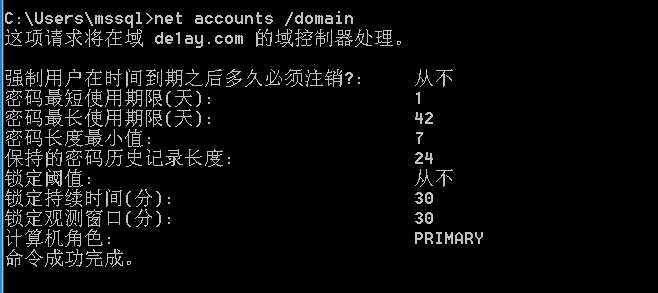 C:\Users\mssql>net accounts /domain
这项请求将在域 de1ay.com 的域控制器处理。
强制用户在时间到期之后多久必须注销?: 从不
密码最短使用期限(天): 1
密码最长使用期限(天): 42
密码长度最小值: 7
保持的密码历史记录长度: 24
锁定阈值: 从不
锁定持续时间(分): 30
锁定观测窗口(分): 30
计算机角色: PRIMARY
命令成功完成。